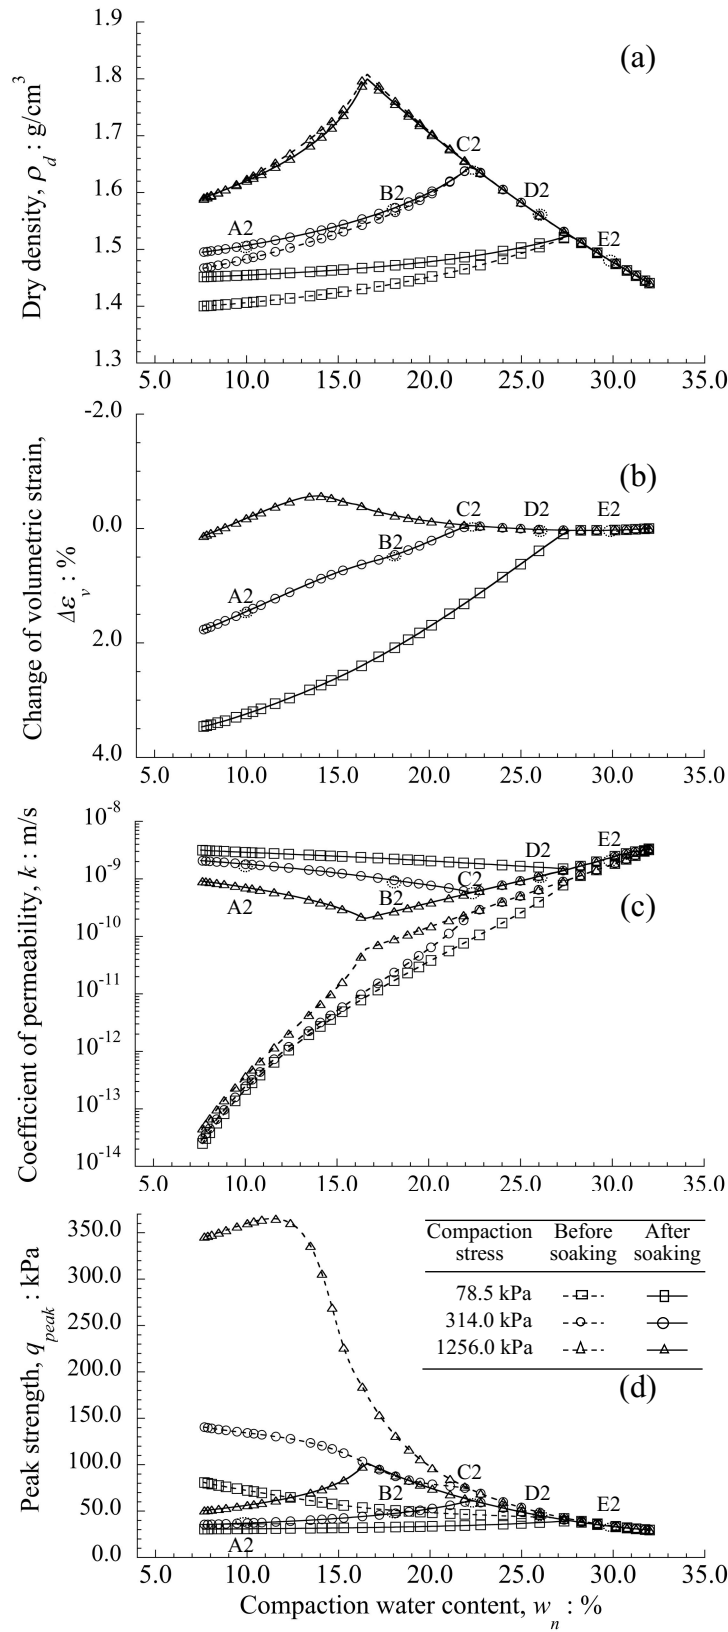 (a)
1.9
1.8
1.7
1.6
1.5
1.4
1.3
Dry density, ρd : g/cm3
A2
B2
C2
D2
E2
5.0 10.0 15.0 20.0 25.0 30.0 35.0
(b)
-2.0
0.0
2.0
4.0
Change of volumetric strain,
Δεv : %
A2
B2
C2
D2
E2
5.0 10.0 15.0 20.0 25.0 30.0 35.0
(c)
10-8
10-9
10-10
10-11
10-12
10-13
10-14
Coefficient of permeability, k : m/s
A2
B2
C2
D2
E2
5.0 10.0 15.0 20.0 25.0 30.0 35.0
350.0
300.0
250.0
200.0
150.0
100.0
50.0
0.0
Peak strength, qpeak : kPa
Compaction stress Before soaking After soaking
78.5 kPa
314.0 kPa
1256.0 kPa
(d)
A2
B2
C2
D2
E2
5.0 10.0 15.0 20.0 25.0 30.0 35.0
Compaction water content, wn : %